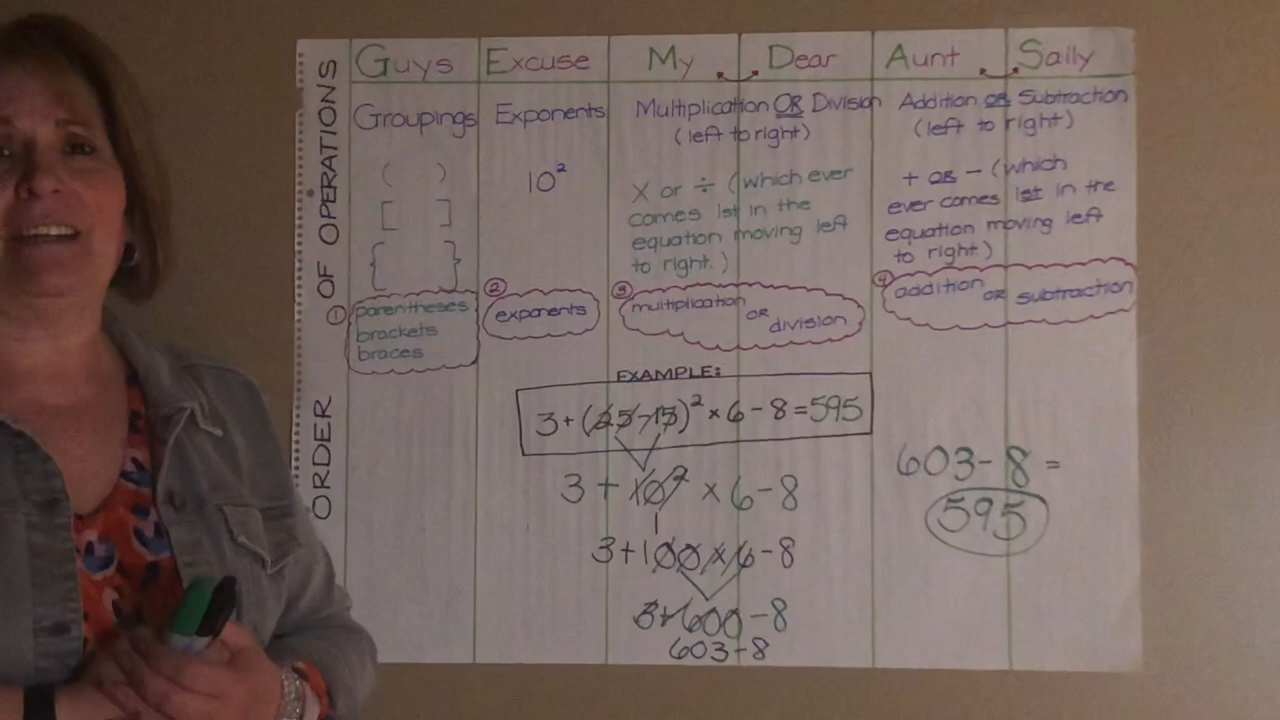 ORDER OF OPERATIONS
Guys Excuse My Dear Aunt Sally
Groupings
( )
[ ]
{ }
① parentheses
brackets
braces
Exponents
10²
②
exponents
Multiplication OR Division
(left to right)
X or ÷ (which ever
comes 1st in the
equation moving left
to right.)
③
multiplication
OR
division
Addition OR Subtraction
(left to right)
+ OR − (which
ever comes 1st in the
equation moving left
to right.)
④
addition OR subtraction
EXAMPLE:
3+(25-15)²×6-8=595
3+10²×6-8
3+100×6-8
3+600-8
603-8
603-8=
595